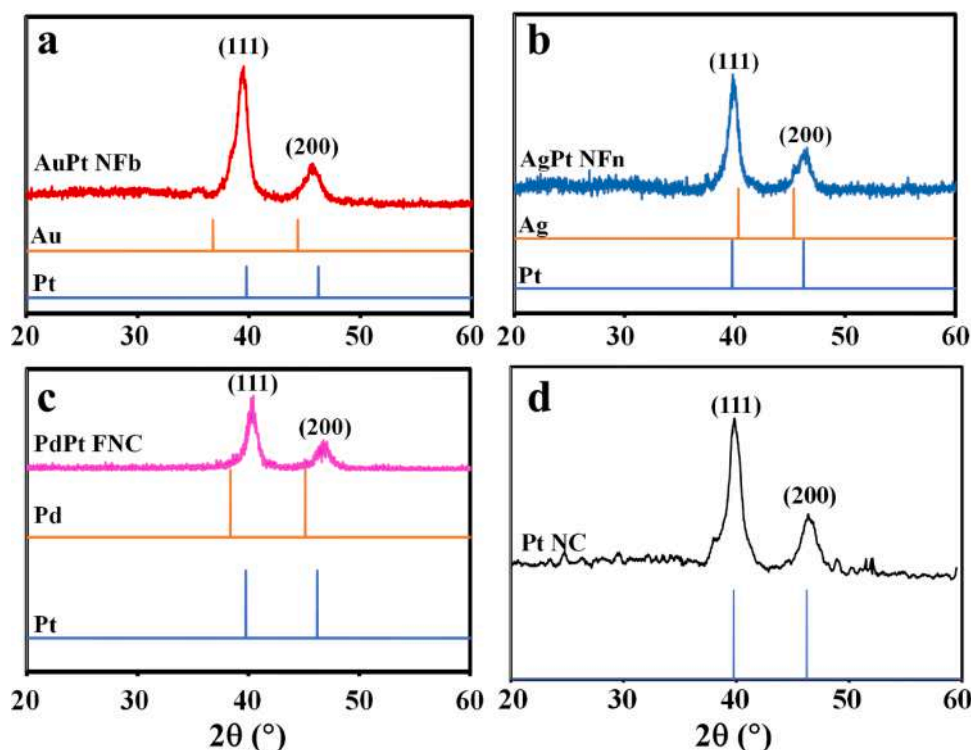 a
(111)
(200)
AuPt NFb
Au
Pt
20 30 40 50 60
b
(111)
(200)
AgPt NFn
Ag
Pt
20 30 40 50 60
c
(111)
(200)
PdPt FNC
Pd
Pt
20 30 40 50 60
2θ (°)
d
(111)
(200)
Pt NC
20 30 40 50 60
2θ (°)